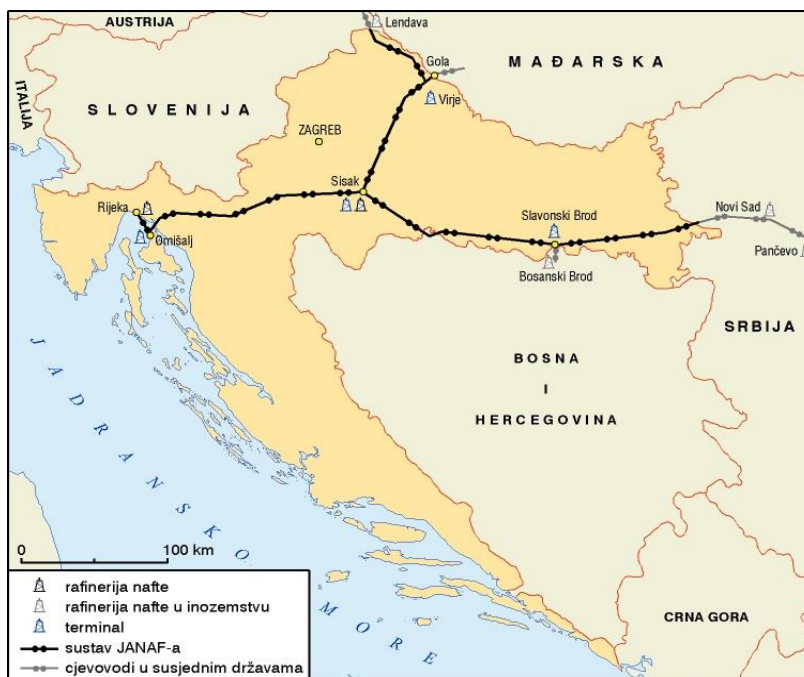 AUSTRIJA
Lendava
Gola
MAĐARSKA
ITALIJA
SLOVENIJA
Virje
ZAGREB
Sisak
Rijeka
Omišalj
Slavonski Brod
Novi Sad
Bosanski Brod
Pančevo
SRBIJA
BOSNA
I
HERCEGOVINA
JADRANSKO MORE
CRNA GORA
0 100 km
rafinerija nafte
rafinerija nafte u inozemstvu
terminal
sustav JANAF-a
cjevovodi u susjednim državama